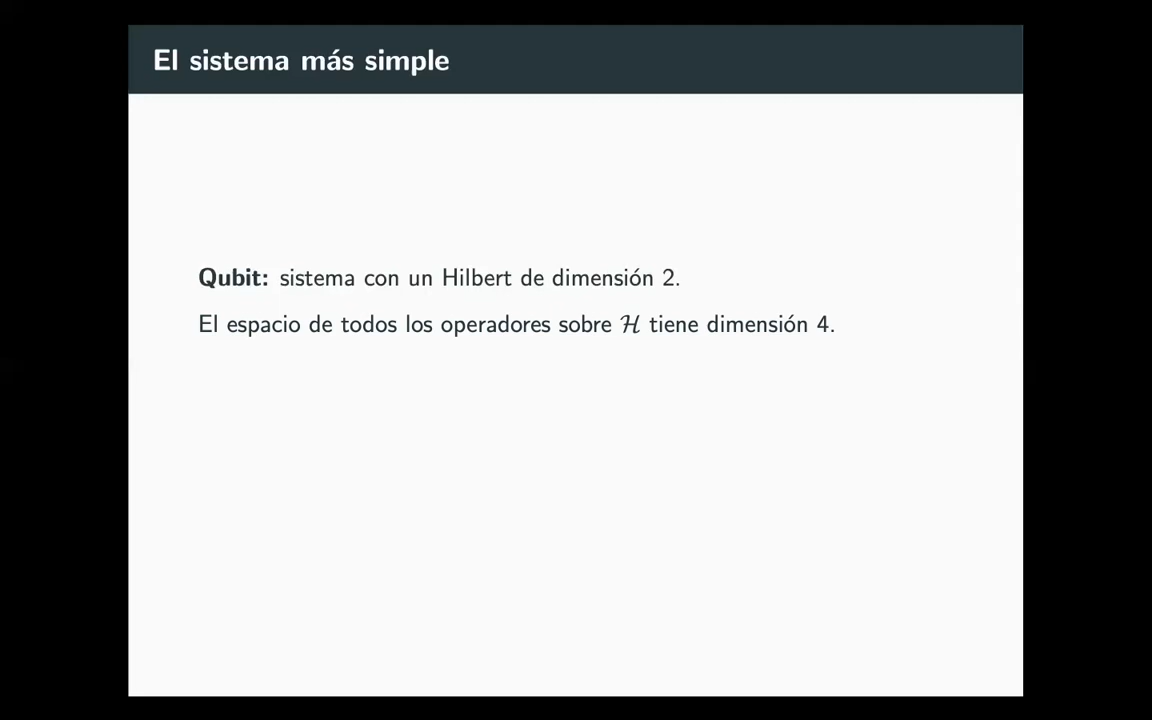 El sistema más simple
Qubit: sistema con un Hilbert de dimensión 2.
El espacio de todos los operadores sobre ℋ tiene dimensión 4.